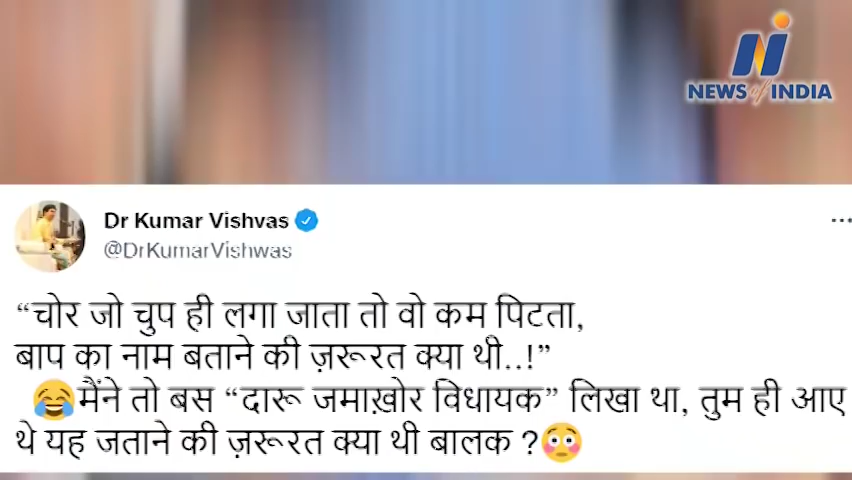 NEWS of INDIA
Dr Kumar Vishvas
@DrKumarVishwas
“चोर जो चुप ही लगा जाता तो वो कम पिटता,
बाप का नाम बताने की ज़रूरत क्या थी..!”
😂मैंने तो बस “दारू जमाख़ोर विधायक” लिखा था, तुम ही आए
थे यह जताने की ज़रूरत क्या थी बालक ?😳